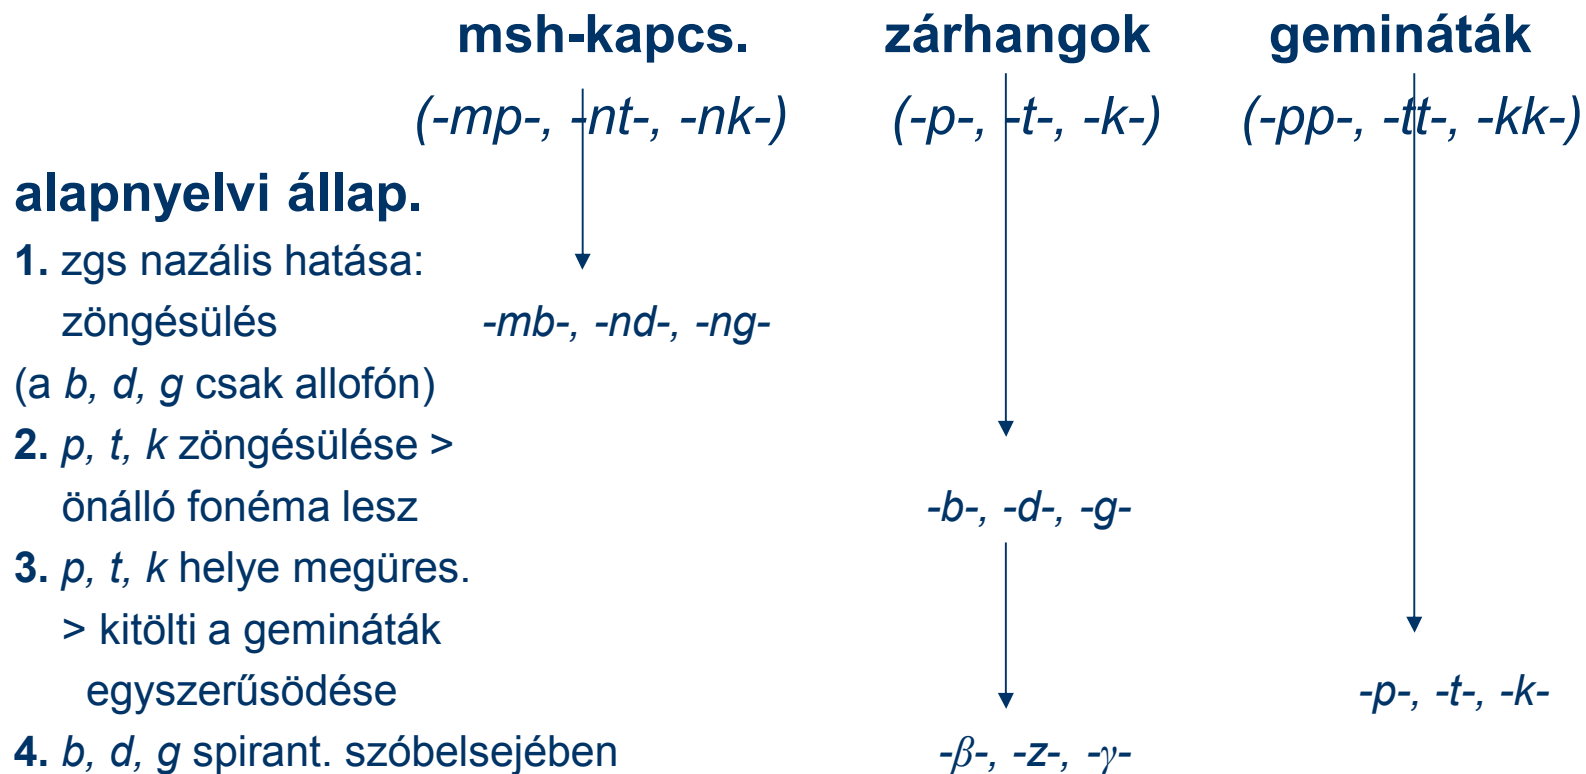 msh-kapcs. zárhangok gemináták
(-mp-, -nt-, -nk-) (-p-, -t-, -k-) (-pp-, -tt-, -kk-)
alapnyelvi állap.
1. zgs nazális hatása:
zöngésülés -mb-, -nd-, -ng-
(a b, d, g csak allofón)
2. p, t, k zöngésülése >
önálló fonéma lesz -b-, -d-, -g-
3. p, t, k helye megüres.
> kitölti a gemináták
egyszerűsödése -p-, -t-, -k-
4. b, d, g spirant. szóbelsejében -β-, -z-, -γ-